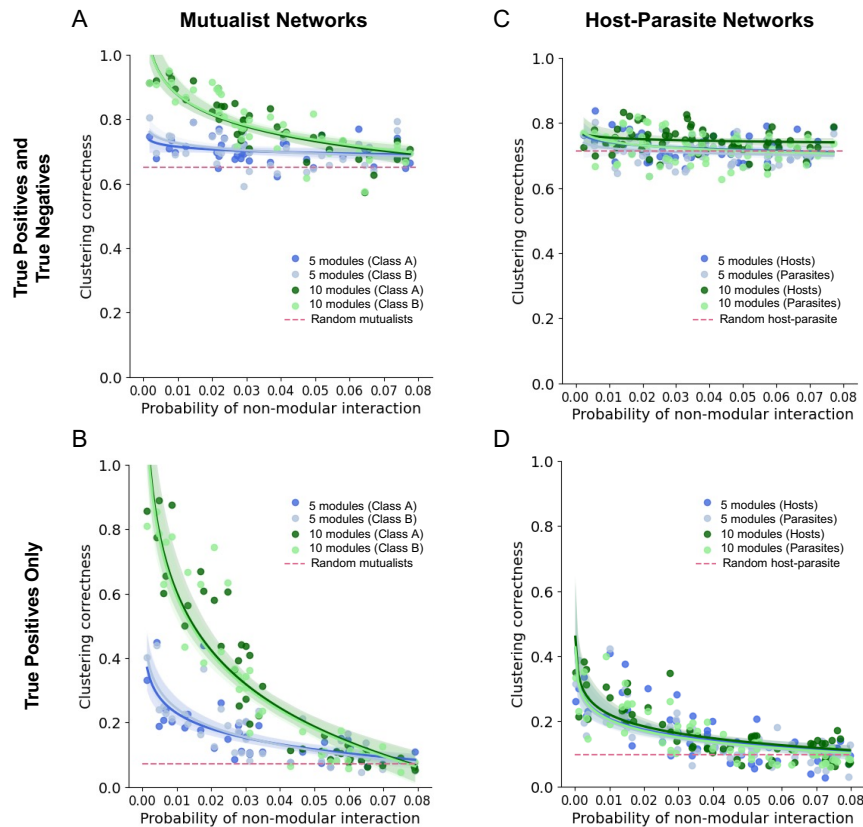 A
Mutualist Networks
C
Host-Parasite Networks
True Positives and
True Negatives
Clustering correctness
1.0
0.8
0.6
0.4
0.2
0.0
5 modules (Class A)
5 modules (Class B)
10 modules (Class A)
10 modules (Class B)
Random mutualists
0.00 0.01 0.02 0.03 0.04 0.05 0.06 0.07 0.08
Probability of non-modular interaction
Clustering correctness
1.0
0.8
0.6
0.4
0.2
0.0
5 modules (Hosts)
5 modules (Parasites)
10 modules (Hosts)
10 modules (Parasites)
Random host-parasite
0.00 0.01 0.02 0.03 0.04 0.05 0.06 0.07 0.08
Probability of non-modular interaction
B
D
True Positives Only
Clustering correctness
1.0
0.8
0.6
0.4
0.2
0.0
5 modules (Class A)
5 modules (Class B)
10 modules (Class A)
10 modules (Class B)
Random mutualists
0.00 0.01 0.02 0.03 0.04 0.05 0.06 0.07 0.08
Probability of non-modular interaction
Clustering correctness
1.0
0.8
0.6
0.4
0.2
0.0
5 modules (Hosts)
5 modules (Parasites)
10 modules (Hosts)
10 modules (Parasites)
Random host-parasite
0.00 0.01 0.02 0.03 0.04 0.05 0.06 0.07 0.08
Probability of non-modular interaction